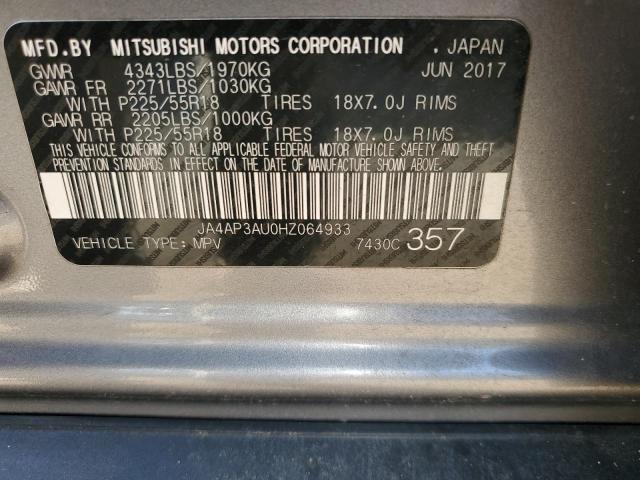 MFD.BY MITSUBISHI MOTORS CORPORATION . JAPAN
GVWR 4343LBS/1970KG JUN 2017
GAWR FR 2271LBS/1030KG
WITH P225/55R18 TIRES 18X7.0J RIMS
GAWR RR 2205LBS/1000KG
WITH P225/55R18 TIRES 18X7.0J RIMS
THIS VEHICLE CONFORMS TO ALL APPLICABLE FEDERAL MOTOR VEHICLE SAFETY AND THEFT
PREVENTION STANDARDS IN EFFECT ON THE DATE OF MANUFACTURE SHOWN ABOVE.
JA4AP3AU0HZ064933
VEHICLE TYPE: MPV 7430C 357